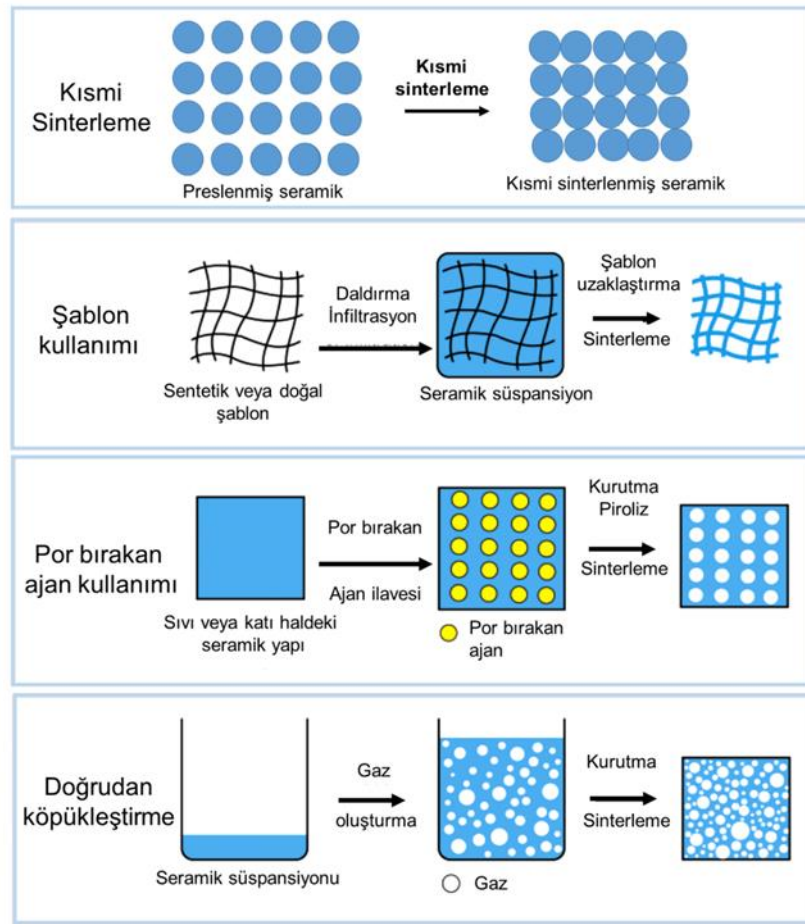 Kısmi
Sinterleme
Preslenmiş seramik
Kısmi
sinterleme
Kısmi sinterlenmiş seramik
Şablon
kullanımı
Sentetik veya doğal
şablon
Daldırma
İnfiltrasyon
Seramik süspansiyon
Şablon
uzaklaştırma
Sinterleme
Por bırakan
ajan kullanımı
Sıvı veya katı haldeki
seramik yapı
Por bırakan
Ajan ilavesi
Por bırakan
ajan
Kurutma
Piroliz
Sinterleme
Doğrudan
köpükleştirme
Seramik süspansiyonu
Gaz
oluşturma
Gaz
Kurutma
Sinterleme